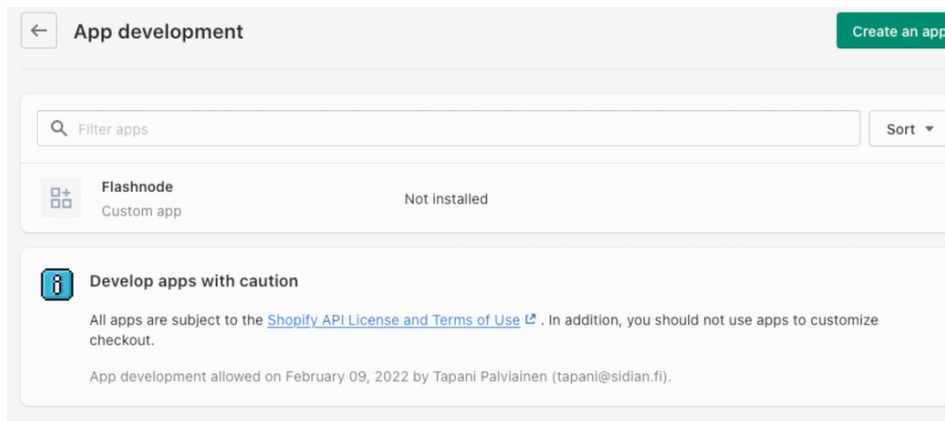 App development
Create an app
Filter apps
Sort
Flashnode
Custom app
Not installed
Develop apps with caution
All apps are subject to the Shopify API License and Terms of Use . In addition, you should not use apps to customize
checkout.
App development allowed on February 09, 2022 by Tapani Palviainen (tapani@sidian.fi).